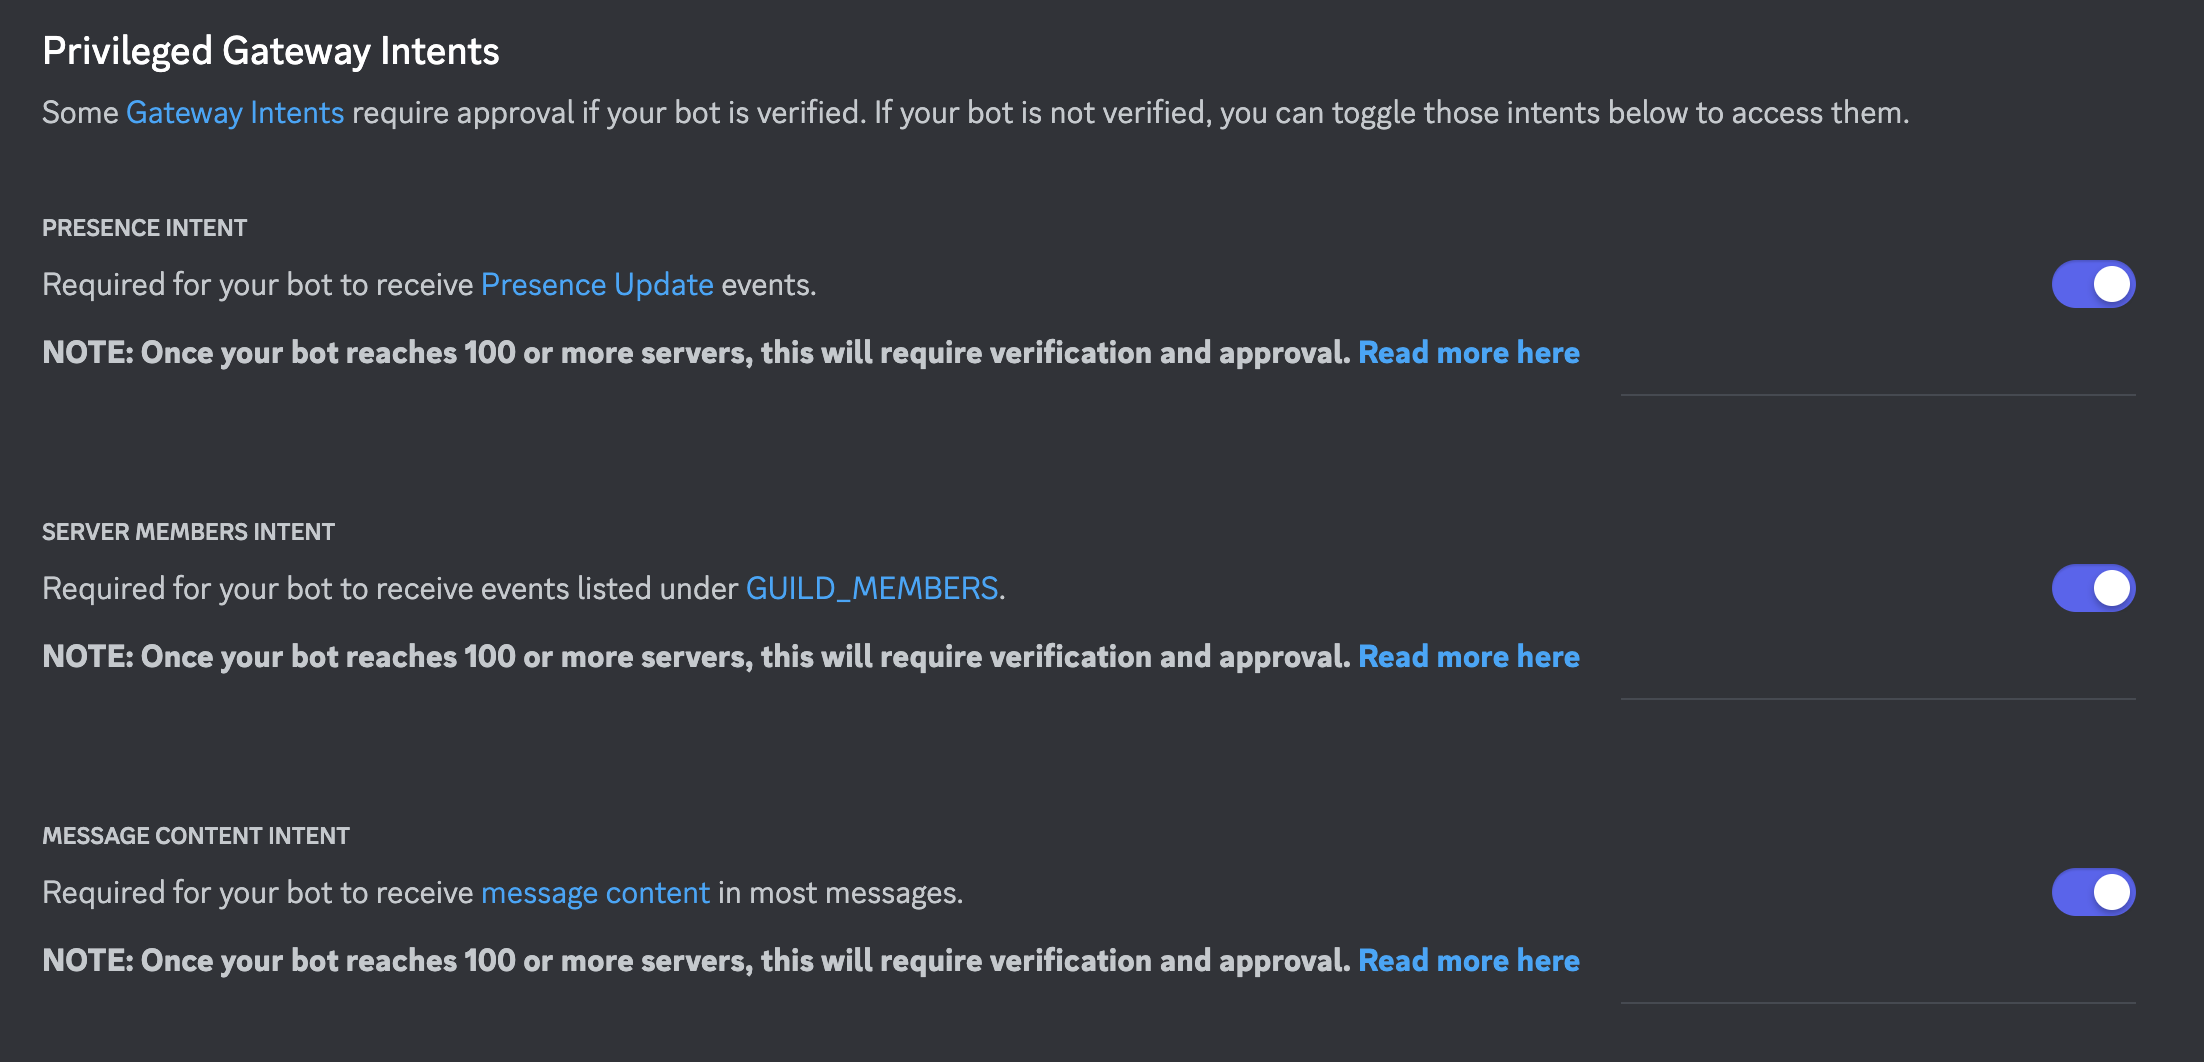 Privileged Gateway Intents
Some Gateway Intents require approval if your bot is verified. If your bot is not verified, you can toggle those intents below to access them.
PRESENCE INTENT
Required for your bot to receive Presence Update events.
NOTE: Once your bot reaches 100 or more servers, this will require verification and approval. Read more here
SERVER MEMBERS INTENT
Required for your bot to receive events listed under GUILD_MEMBERS.
NOTE: Once your bot reaches 100 or more servers, this will require verification and approval. Read more here
MESSAGE CONTENT INTENT
Required for your bot to receive message content in most messages.
NOTE: Once your bot reaches 100 or more servers, this will require verification and approval. Read more here